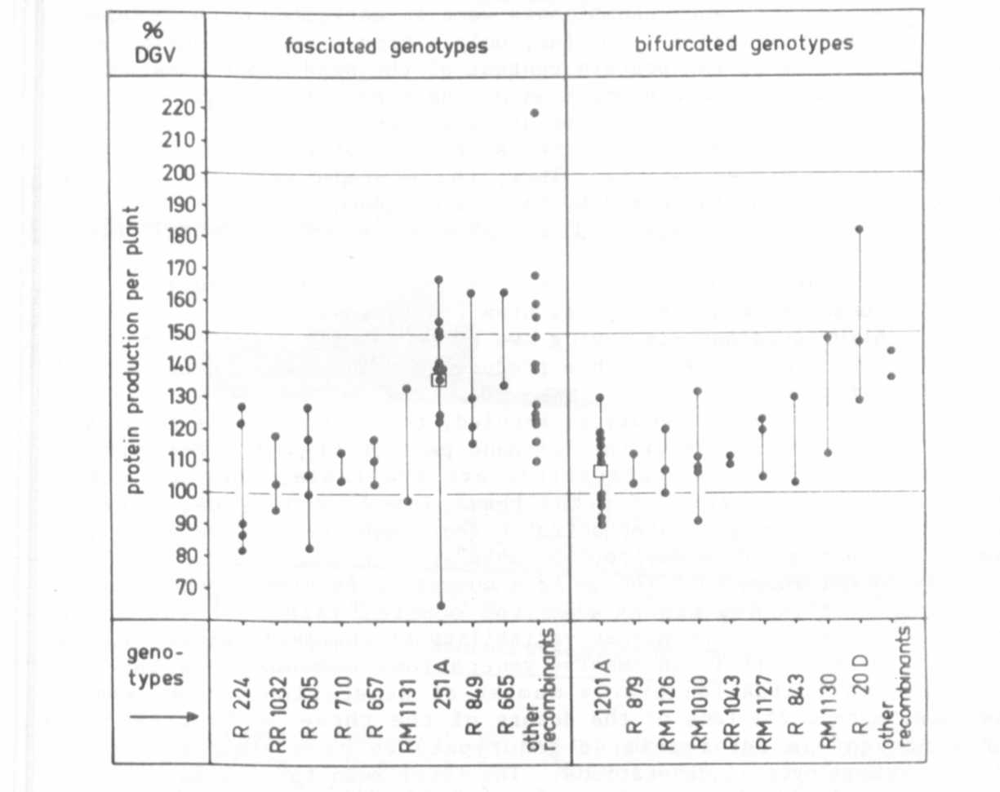 %
DGV
fasciated genotypes
bifurcated genotypes
protein production per plant
220
210
200
190
180
170
160
150
140
130
120
110
100
90
80
70
geno-
types
R 224
RR 1032
R 605
R 710
R 657
RM 1131
251 A
R 849
R 665
other
recombinants
1201 A
R 879
RM 1126
RM 1010
RR 1043
RM 1127
R 843
RM 1130
R 20 D
other
recombinants